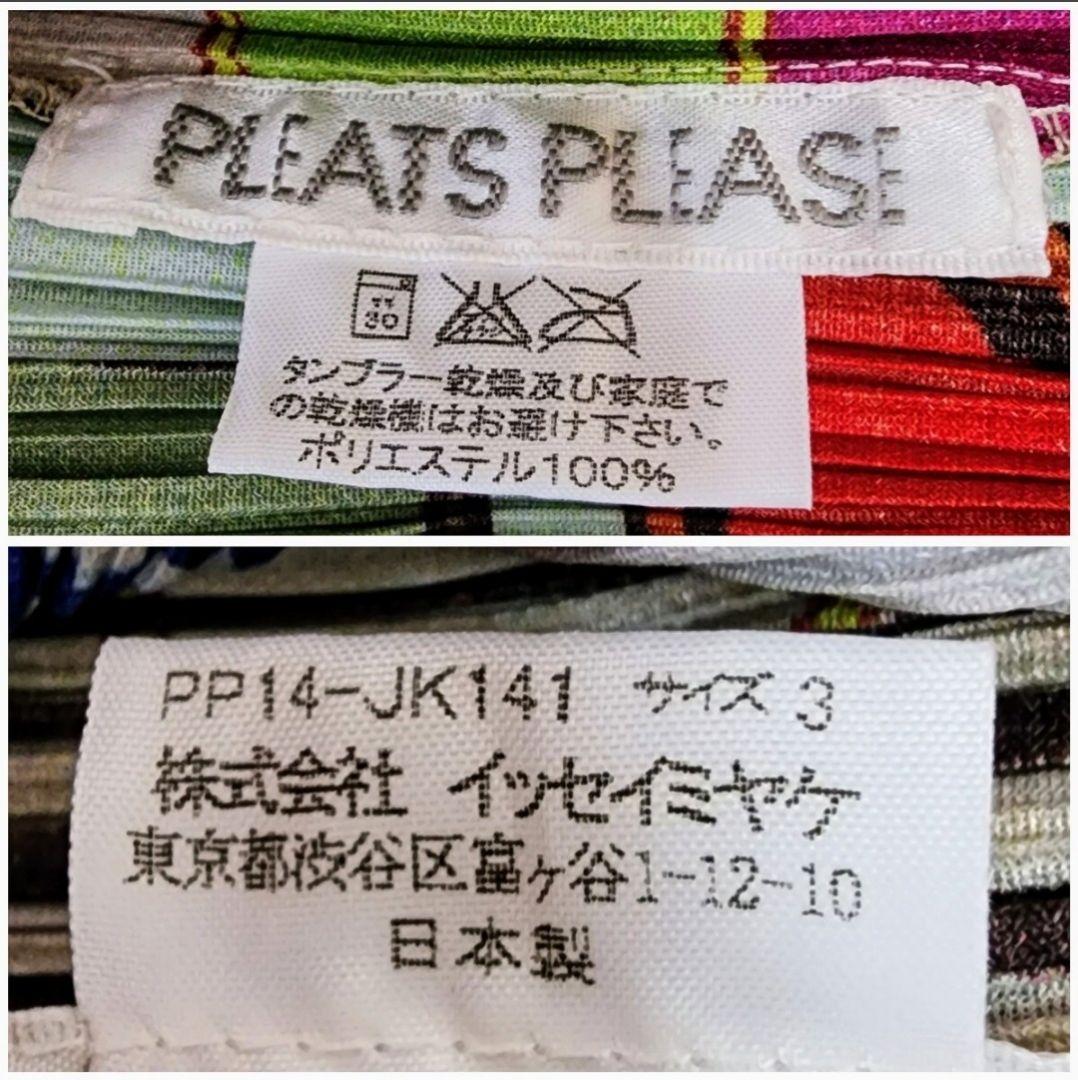 PLEATS PLEASE
30
タンブラー乾燥及び家庭で
の乾燥機はお避け下さい。
ポリエステル100%
PP14-JK141 サイズ 3
株式会社 イッセイミヤケ
東京都渋谷区富ヶ谷1-12-10
日本製